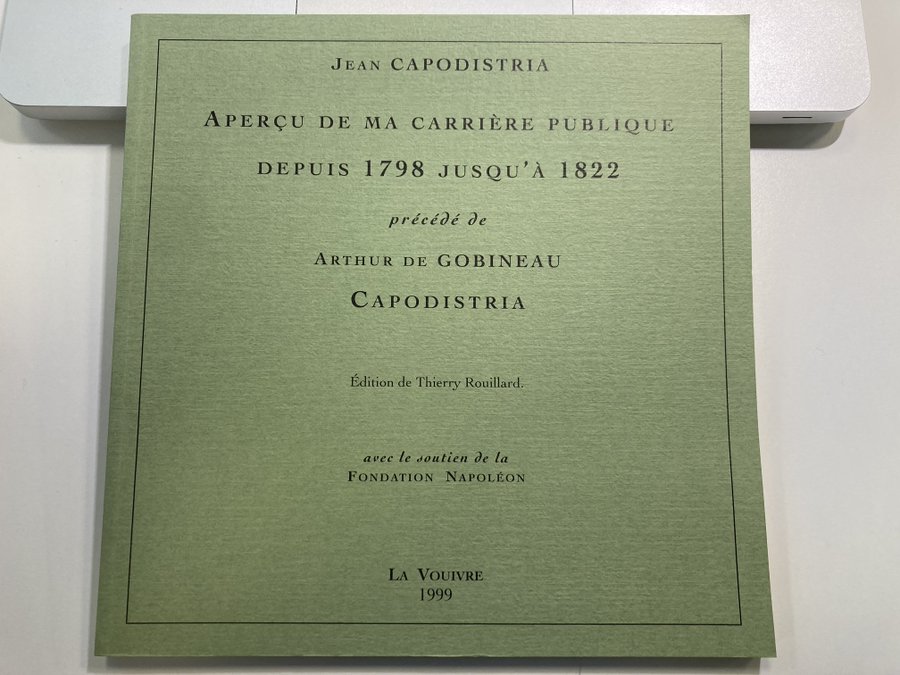 Jean CAPODISTRIA
Aperçu de ma carrière publique
depuis 1798 jusqu'à 1822
précédé de
Arthur de GOBINEAU
Capodistria
Édition de Thierry Rouillard.
avec le soutien de la
Fondation Napoléon
La Vouivre
1999